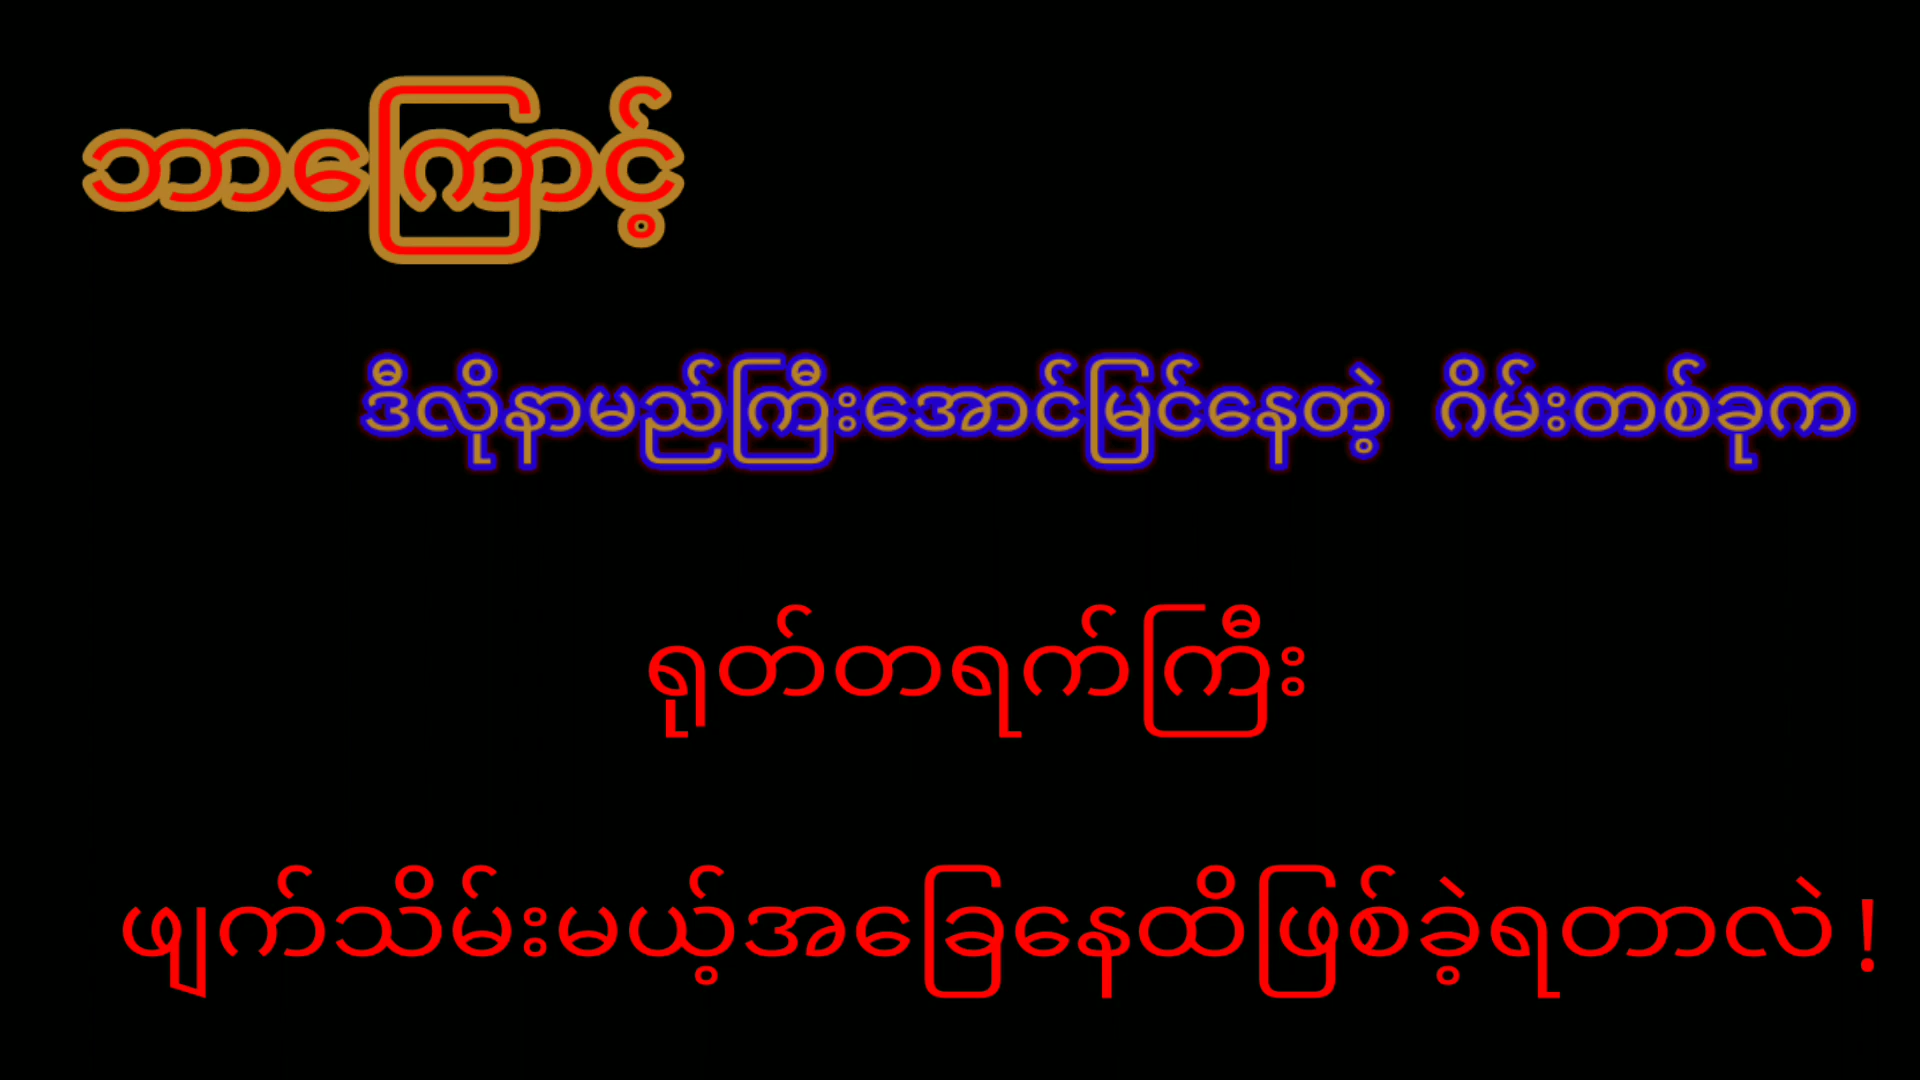 ဘာကြောင့်
ဒီလိုနာမည်ကြီးအောင်မြင်နေတဲ့ ဂိမ်းတစ်ခုက
ရုတ်တရက်ကြီး
ဖျက်သိမ်းမယ့်အခြေနေထိဖြစ်ခဲ့ရတာလဲ!